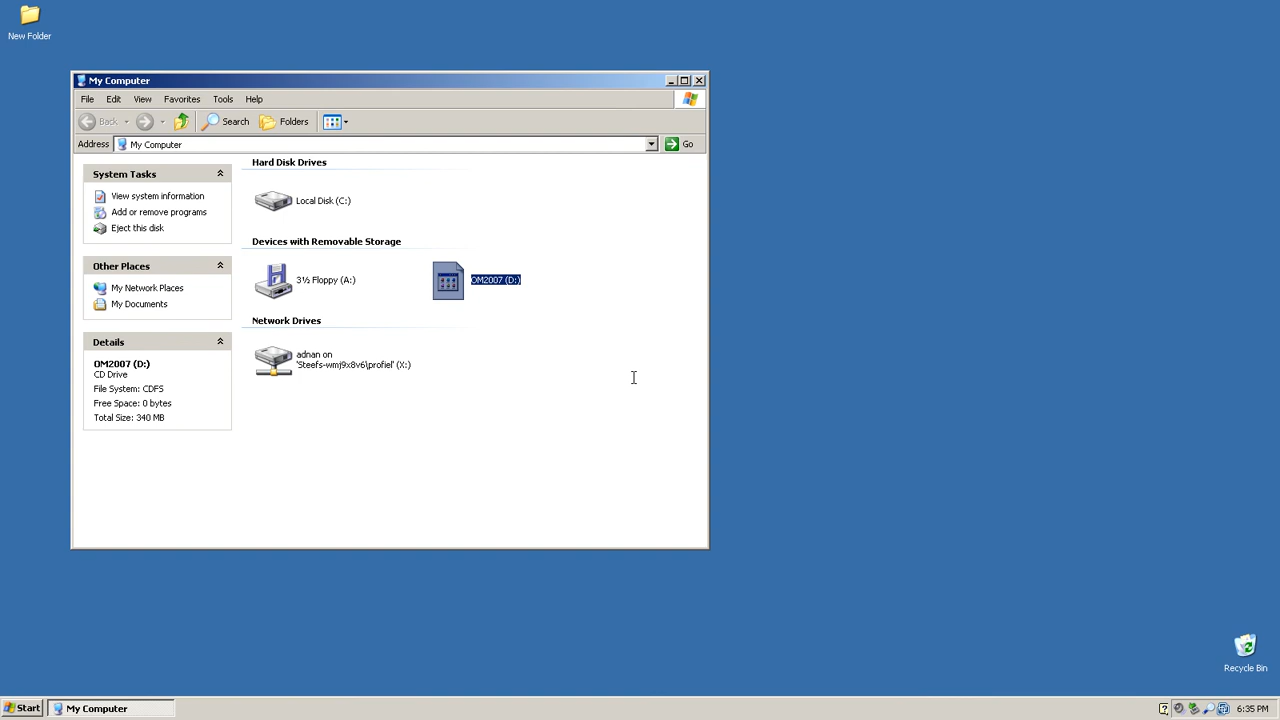 New Folder
My Computer
File Edit View Favorites Tools Help
Back Search Folders
Address My Computer Go
System Tasks
View system information
Add or remove programs
Eject this disk
Other Places
My Network Places
My Documents
Details
OM2007 (D:)
CD Drive
File System: CDFS
Free Space: 0 bytes
Total Size: 340 MB
Hard Disk Drives
Local Disk (C:)
Devices with Removable Storage
3½ Floppy (A:)
OM2007 (D:)
Network Drives
adnan on
'Steefs-wmj9x8v6\profiel' (X:)
Recycle Bin
Start My Computer 6:35 PM